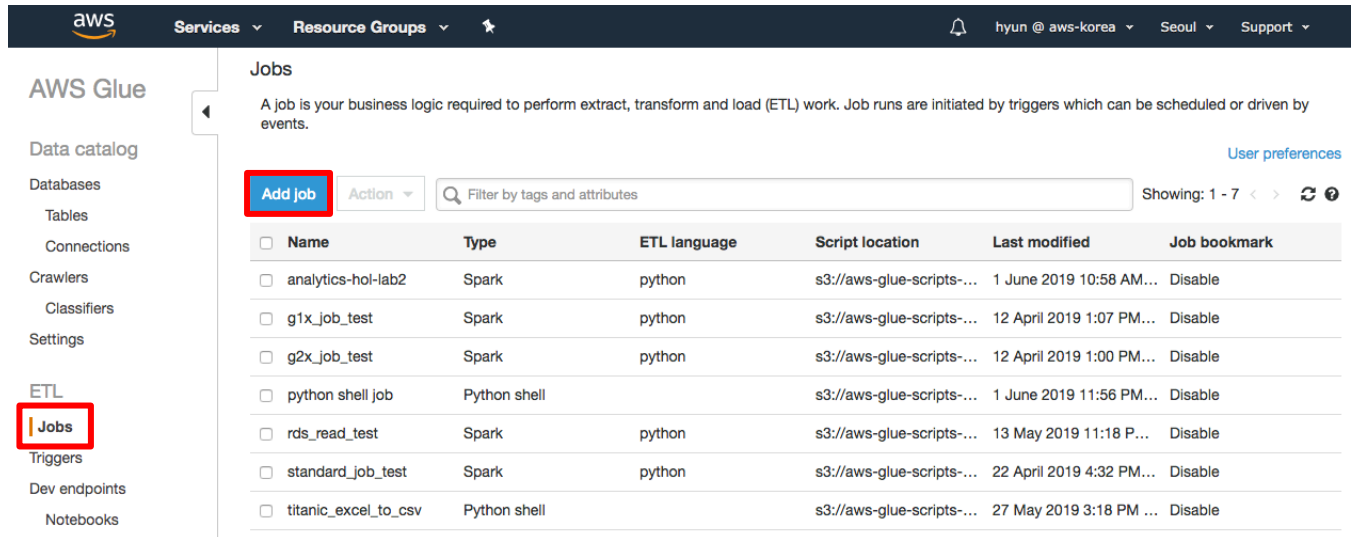 aws Services Resource Groups hyun @ aws-korea Seoul Support
AWS Glue
Data catalog
Databases
Tables
Connections
Crawlers
Classifiers
Settings
ETL
Jobs
Triggers
Dev endpoints
Notebooks
Jobs
A job is your business logic required to perform extract, transform and load (ETL) work. Job runs are initiated by triggers which can be scheduled or driven by
events.
User preferences
Add job Action Filter by tags and attributes Showing: 1 - 7 < >
Name Type ETL language Script location Last modified Job bookmark
analytics-hol-lab2 Spark python s3://aws-glue-scripts-... 1 June 2019 10:58 AM... Disable
g1x_job_test Spark python s3://aws-glue-scripts-... 12 April 2019 1:07 PM... Disable
g2x_job_test Spark python s3://aws-glue-scripts-... 12 April 2019 1:00 PM... Disable
python shell job Python shell s3://aws-glue-scripts-... 1 June 2019 11:56 PM... Disable
rds_read_test Spark python s3://aws-glue-scripts-... 13 May 2019 11:18 P... Disable
standard_job_test Spark python s3://aws-glue-scripts-... 22 April 2019 4:32 PM... Disable
titanic_excel_to_csv Python shell s3://aws-glue-scripts-... 27 May 2019 3:18 PM ... Disable